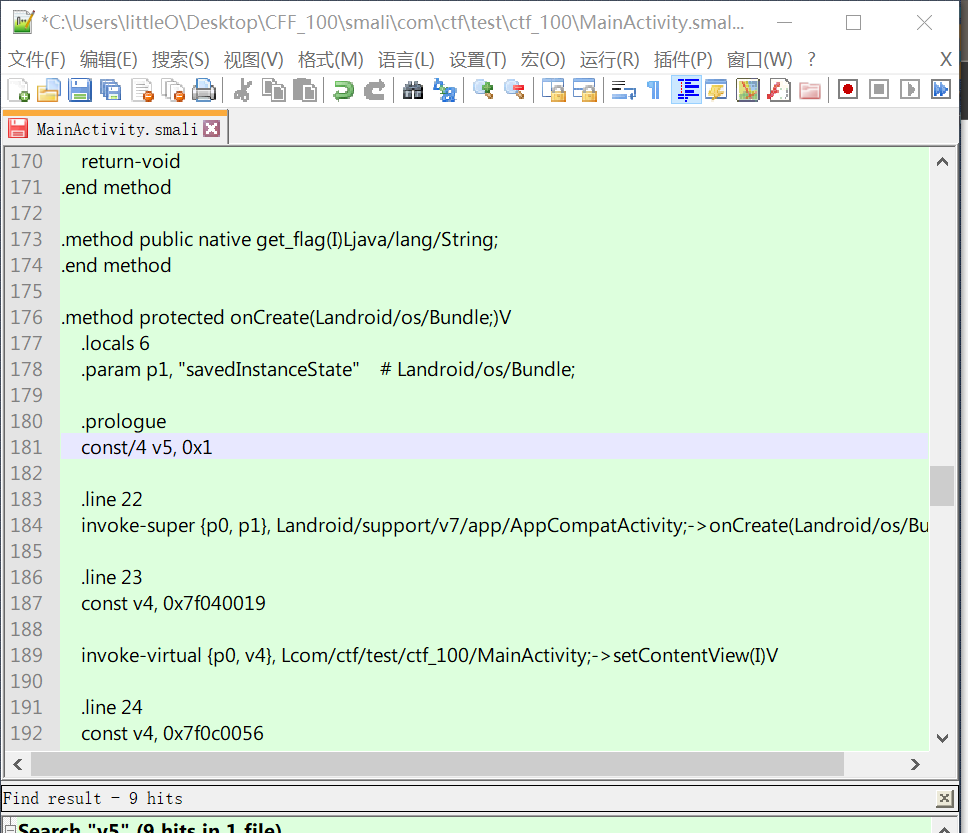 *C:\Users\littleO\Desktop\CFF_100\smali\com\ctf\test\ctf_100\MainActivity.smal...
文件(F) 编辑(E) 搜索(S) 视图(V) 格式(M) 语言(L) 设置(T) 宏(O) 运行(R) 插件(P) 窗口(W) ? X
MainActivity.smali
170 return-void
171 .end method
172
173 .method public native get_flag(I)Ljava/lang/String;
174 .end method
175
176 .method protected onCreate(Landroid/os/Bundle;)V
177 .locals 6
178 .param p1, "savedInstanceState" # Landroid/os/Bundle;
179
180 .prologue
181 const/4 v5, 0x1
182
183 .line 22
184 invoke-super {p0, p1}, Landroid/support/v7/app/AppCompatActivity;->onCreate(Landroid/os/Bu
185
186 .line 23
187 const v4, 0x7f040019
188
189 invoke-virtual {p0, v4}, Lcom/ctf/test/ctf_100/MainActivity;->setContentView(I)V
190
191 .line 24
192 const v4, 0x7f0c0056
Find result - 9 hits
Search "v5" (9 hits in 1 file)